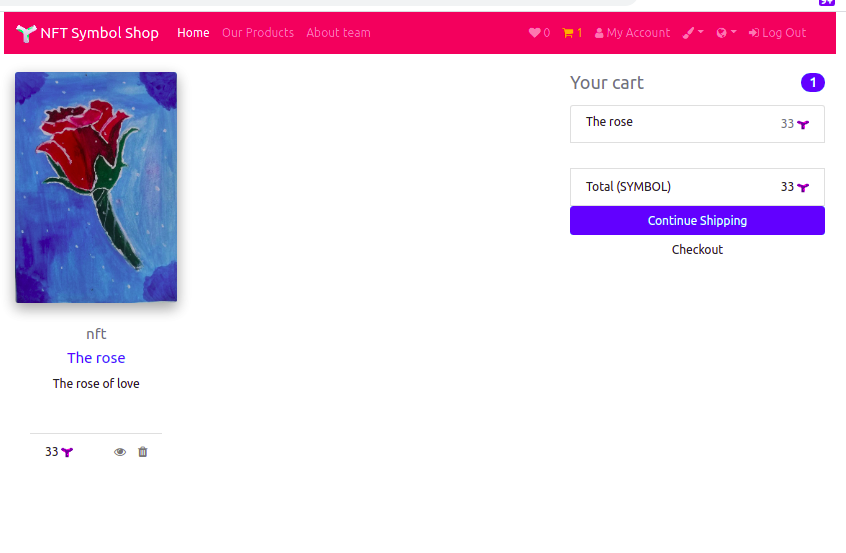 NFT Symbol Shop Home Our Products About team 0 1 My Account Log Out
Your cart 1
The rose 33
Total (SYMBOL) 33
Continue Shipping
Checkout
nft
The rose
The rose of love
33